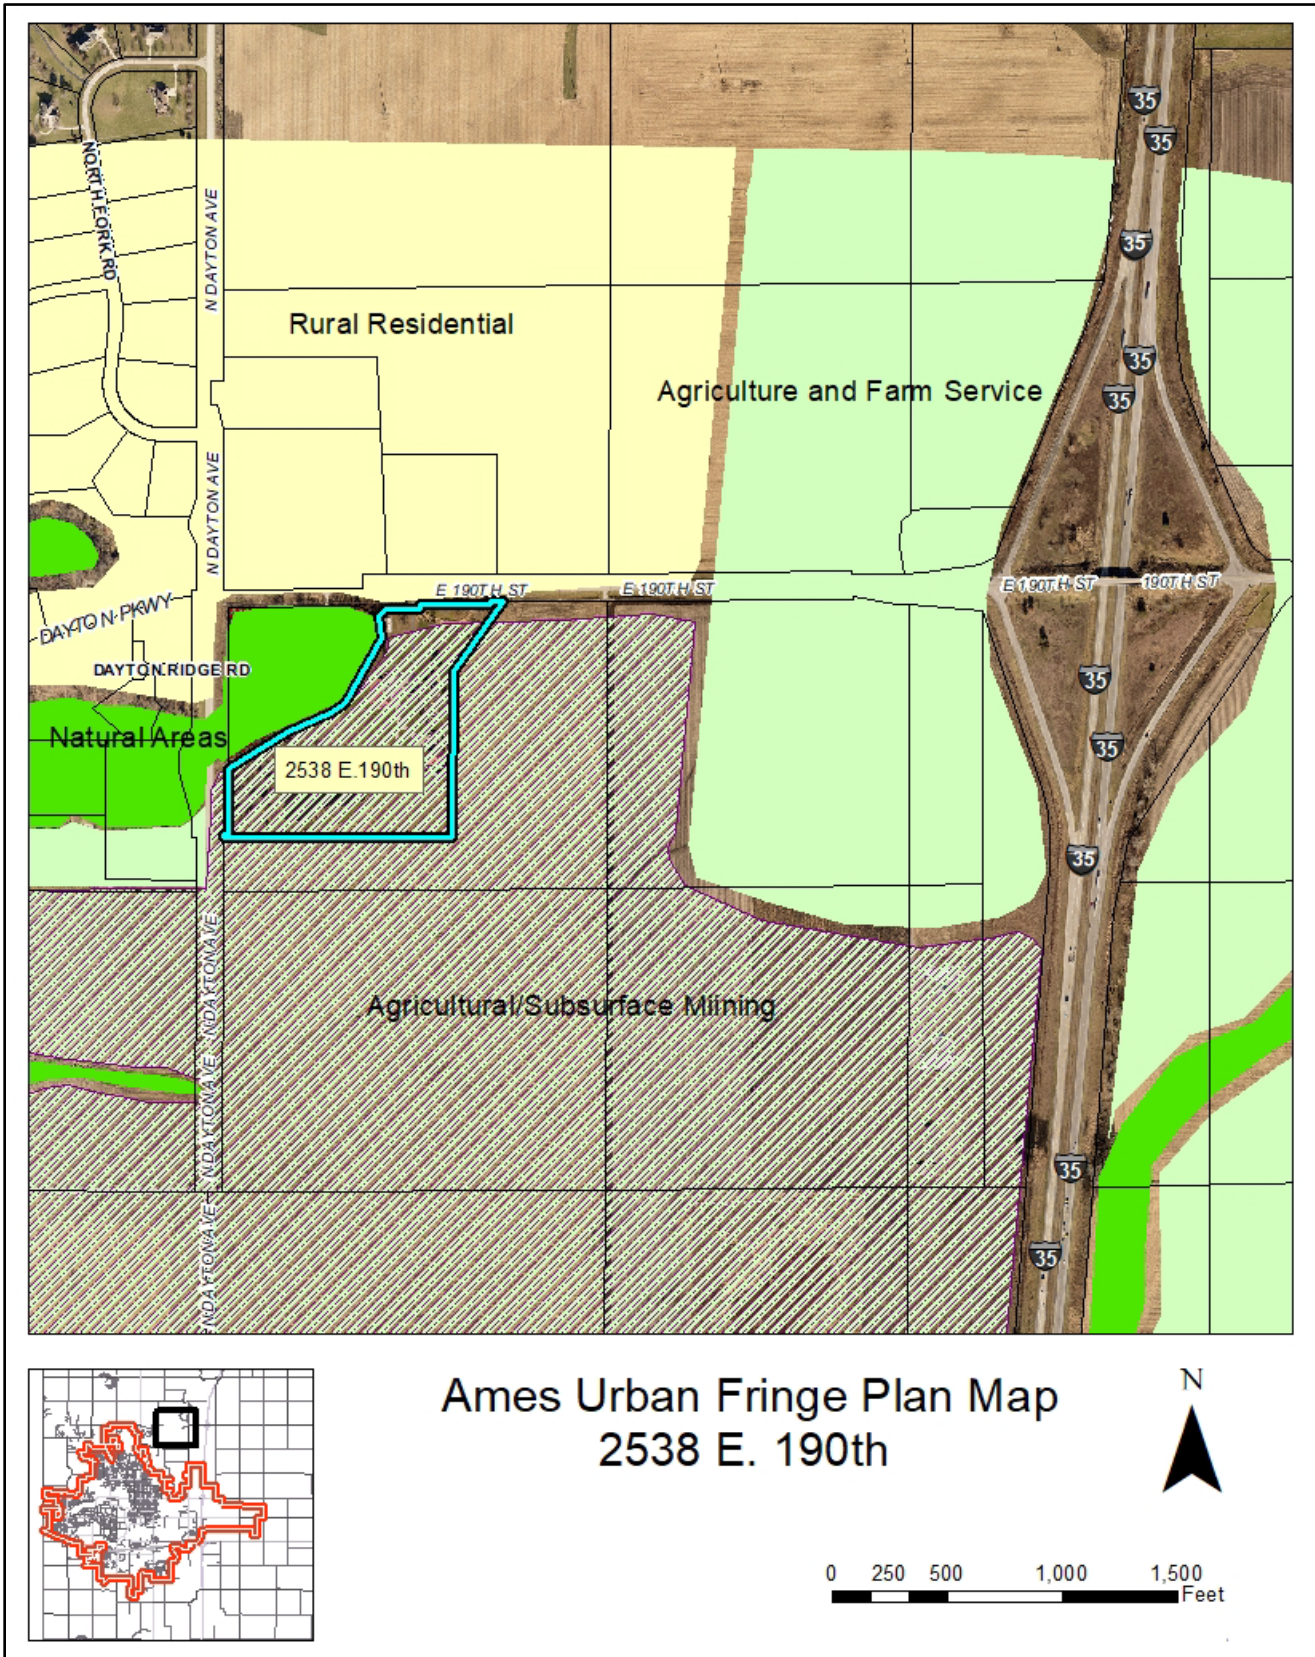 35
35
NORTH FORK RD
N DAYTON AVE
35
Rural Residential
35
Agriculture and Farm Service
35
N DAYTON AVE
E 190TH ST
E 190TH ST
E 190TH ST
190TH ST
DAYTON PKWY
DAYTON RIDGE RD
35
Natural Areas
35
2538 E.190th
35
N DAYTON AVE
Agricultural/Subsurface Miining
N DAYTON AVE
35
N DAYTON AVE
35
Ames Urban Fringe Plan Map
2538 E. 190th
N
0 250 500 1,000 1,500
Feet